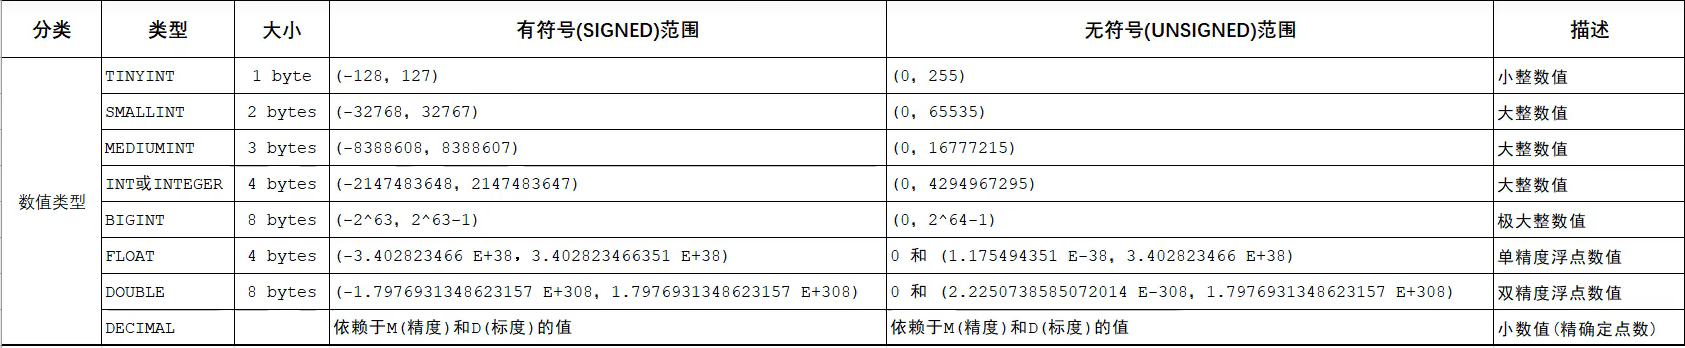 分类 类型 大小 有符号(SIGNED)范围 无符号(UNSIGNED)范围 描述
TINYINT 1 byte (-128, 127) (0, 255) 小整数值
SMALLINT 2 bytes (-32768, 32767) (0, 65535) 大整数值
MEDIUMINT 3 bytes (-8388608, 8388607) (0, 16777215) 大整数值
INT或INTEGER 4 bytes (-2147483648, 2147483647) (0, 4294967295) 大整数值
数值类型
BIGINT 8 bytes (-2^63, 2^63-1) (0, 2^64-1) 极大整数值
FLOAT 4 bytes (-3.402823466 E+38, 3.402823466351 E+38) 0 和 (1.175494351 E-38, 3.402823466 E+38) 单精度浮点数值
DOUBLE 8 bytes (-1.7976931348623157 E+308, 1.7976931348623157 E+308) 0 和 (2.2250738585072014 E-308, 1.7976931348623157 E+308) 双精度浮点数值
DECIMAL 依赖于M(精度)和D(标度)的值 依赖于M(精度)和D(标度)的值 小数值(精确定点数)